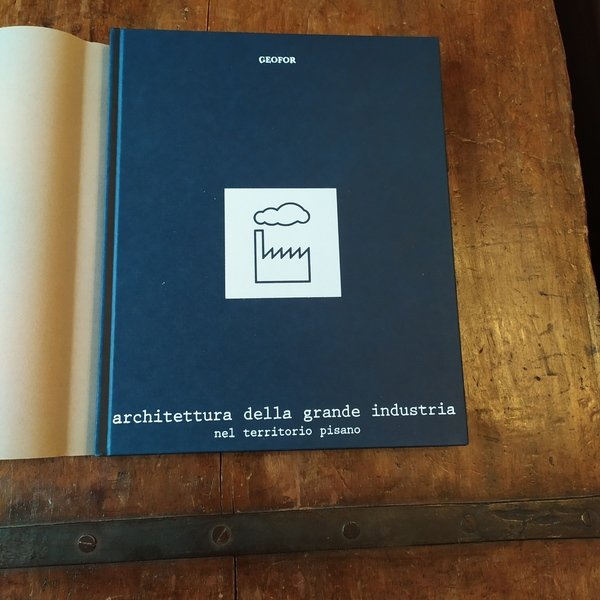 GEOFOR
architettura della grande industria
nel territorio pisano